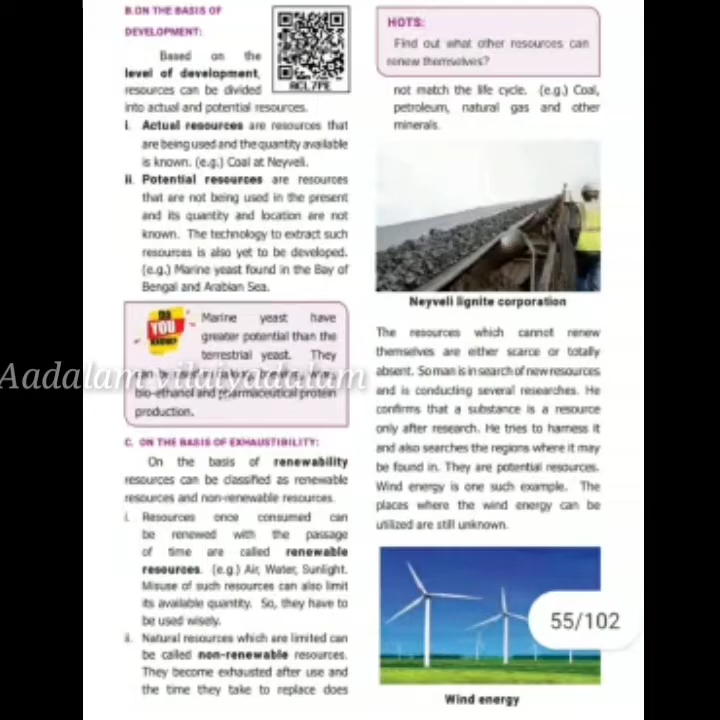 B.ON THE BASIS OF
DEVELOPMENT:
Based on the
level of development,
resources can be divided
into actual and potential resources.
i. Actual resources are resources that
are being used and the quantity available
is known. (e.g.) Coal at Neyveli.
ii. Potential resources are resources
that are not being used in the present
and its quantity and location are not
known. The technology to extract such
resources is also yet to be developed.
(e.g.) Marine yeast found in the Bay of
Bengal and Arabian Sea.
ACL7PE
DO
YOU
KNOW?
Marine yeast have
greater potential than the
terrestrial yeast. They
can be used in baking,
bio-ethanol and pharmaceutical protein
production.
C. ON THE BASIS OF EXHAUSTIBILITY:
On the basis of renewability
resources can be classified as renewable
resources and non-renewable resources.
i. Resources once consumed can
be renewed with the passage
of time are called renewable
resources. (e.g.) Air, Water, Sunlight.
Misuse of such resources can also limit
its available quantity. So, they have to
be used wisely.
ii. Natural resources which are limited can
be called non-renewable resources.
They become exhausted after use and
the time they take to replace does
HOTS:
Find out what other resources can
renew themselves?
not match the life cycle. (e.g.) Coal,
petroleum, natural gas and other
minerals.
Neyveli lignite corporation
The resources which cannot renew
themselves are either scarce or totally
absent. So man is in search of new resources
and is conducting several researches. He
confirms that a substance is a resource
only after research. He tries to harness it
and also searches the regions where it may
be found in. They are potential resources.
Wind energy is one such example. The
places where the wind energy can be
utilized are still unknown.
55/102
Wind energy
Aadalam vilaiyadalam